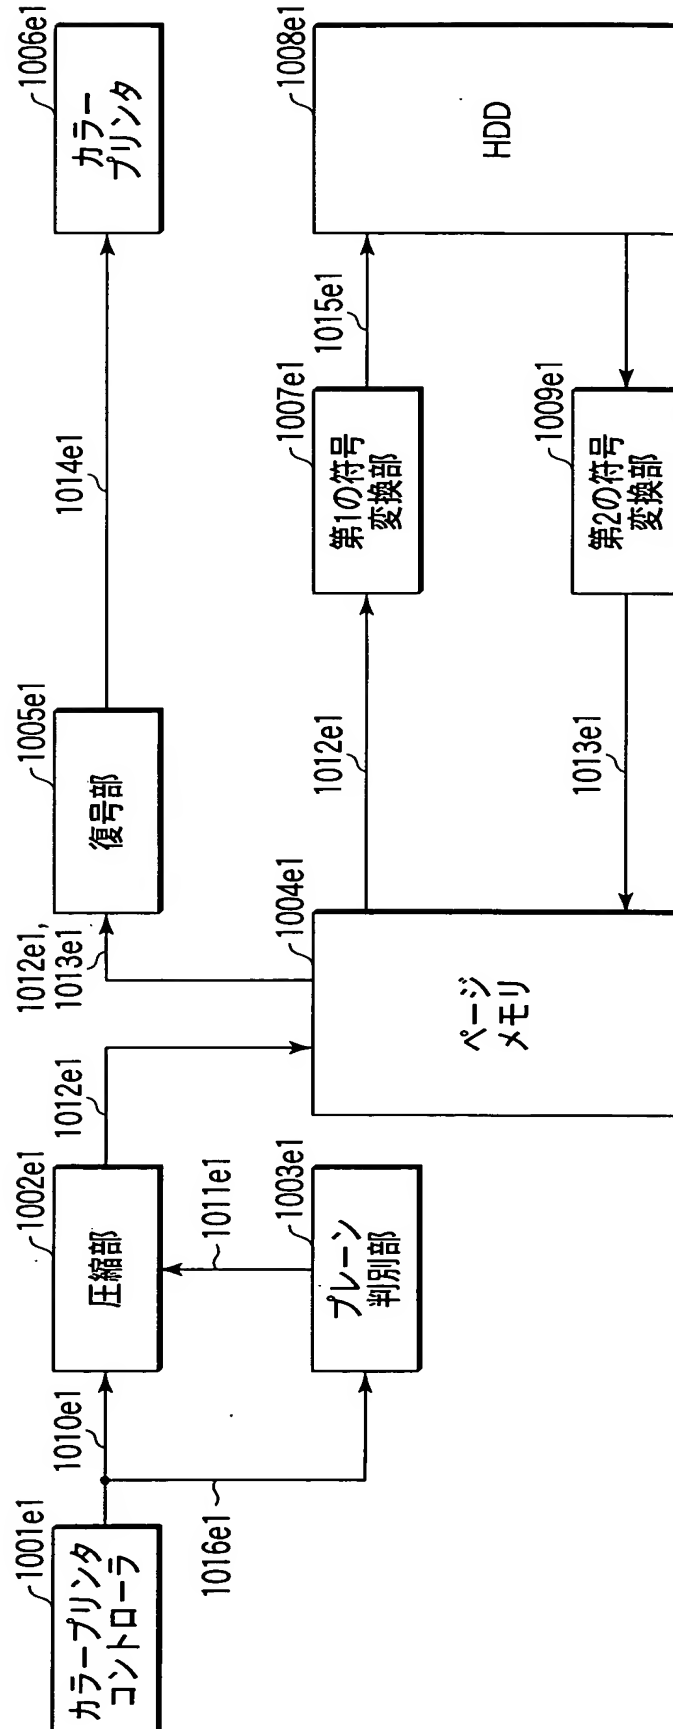 1001e1
カラープリンタ
コントローラ
1010e1
1016e1
1002e1
圧縮部
1011e1
1003e1
プレーン
判別部
1012e1
1012e1,
1013e1
1004e1
ページ
メモリ
1005e1
復号部
1014e1
1006e1
カラー
プリンタ
1012e1
1007e1
第1の符号
変換部
1015e1
1008e1
HDD
1009e1
第2の符号
変換部
1013e1